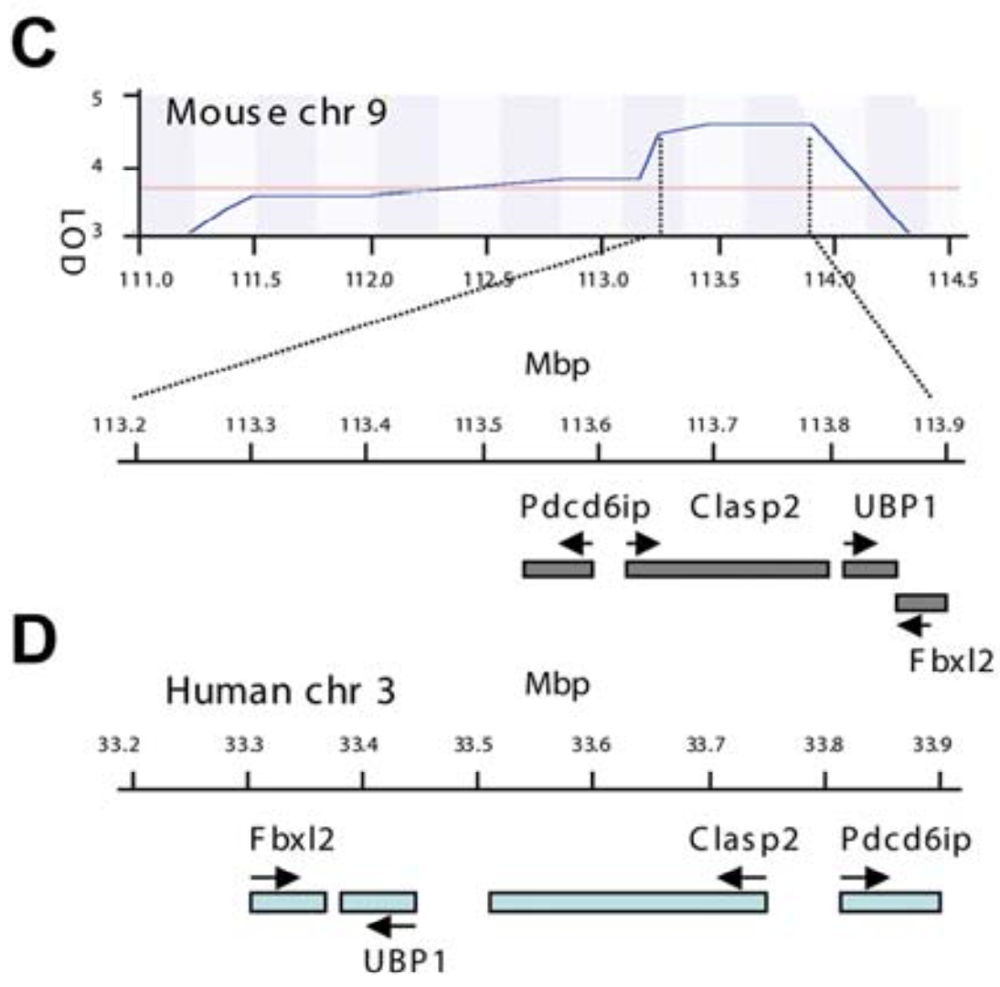 C
Mouse chr 9
5
4
3
LOD
111.0 111.5 112.0 112.5 113.0 113.5 114.0 114.5
Mbp
113.2 113.3 113.4 113.5 113.6 113.7 113.8 113.9
Pdcd6ip Clasp2 UBP1
Fbxl2
D
Human chr 3 Mbp
33.2 33.3 33.4 33.5 33.6 33.7 33.8 33.9
Fbxl2 Clasp2 Pdcd6ip
UBP1